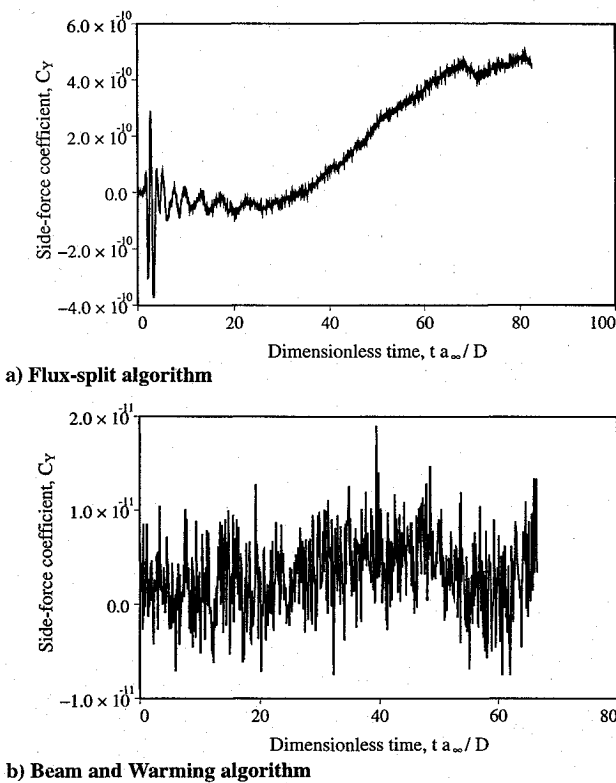 6.0 × 10^-10
4.0 × 10^-10
2.0 × 10^-10
0.0
−2.0 × 10^-10
−4.0 × 10^-10
Side-force coefficient, C_Y
0 20 40 60 80 100
Dimensionless time, t a_∞/ D
a) Flux-split algorithm
2.0 × 10^-11
1.0 × 10^-11
0.0
−1.0 × 10^-11
Side-force coefficient, C_Y
0 20 40 60 80
Dimensionless time, t a_∞/ D
b) Beam and Warming algorithm